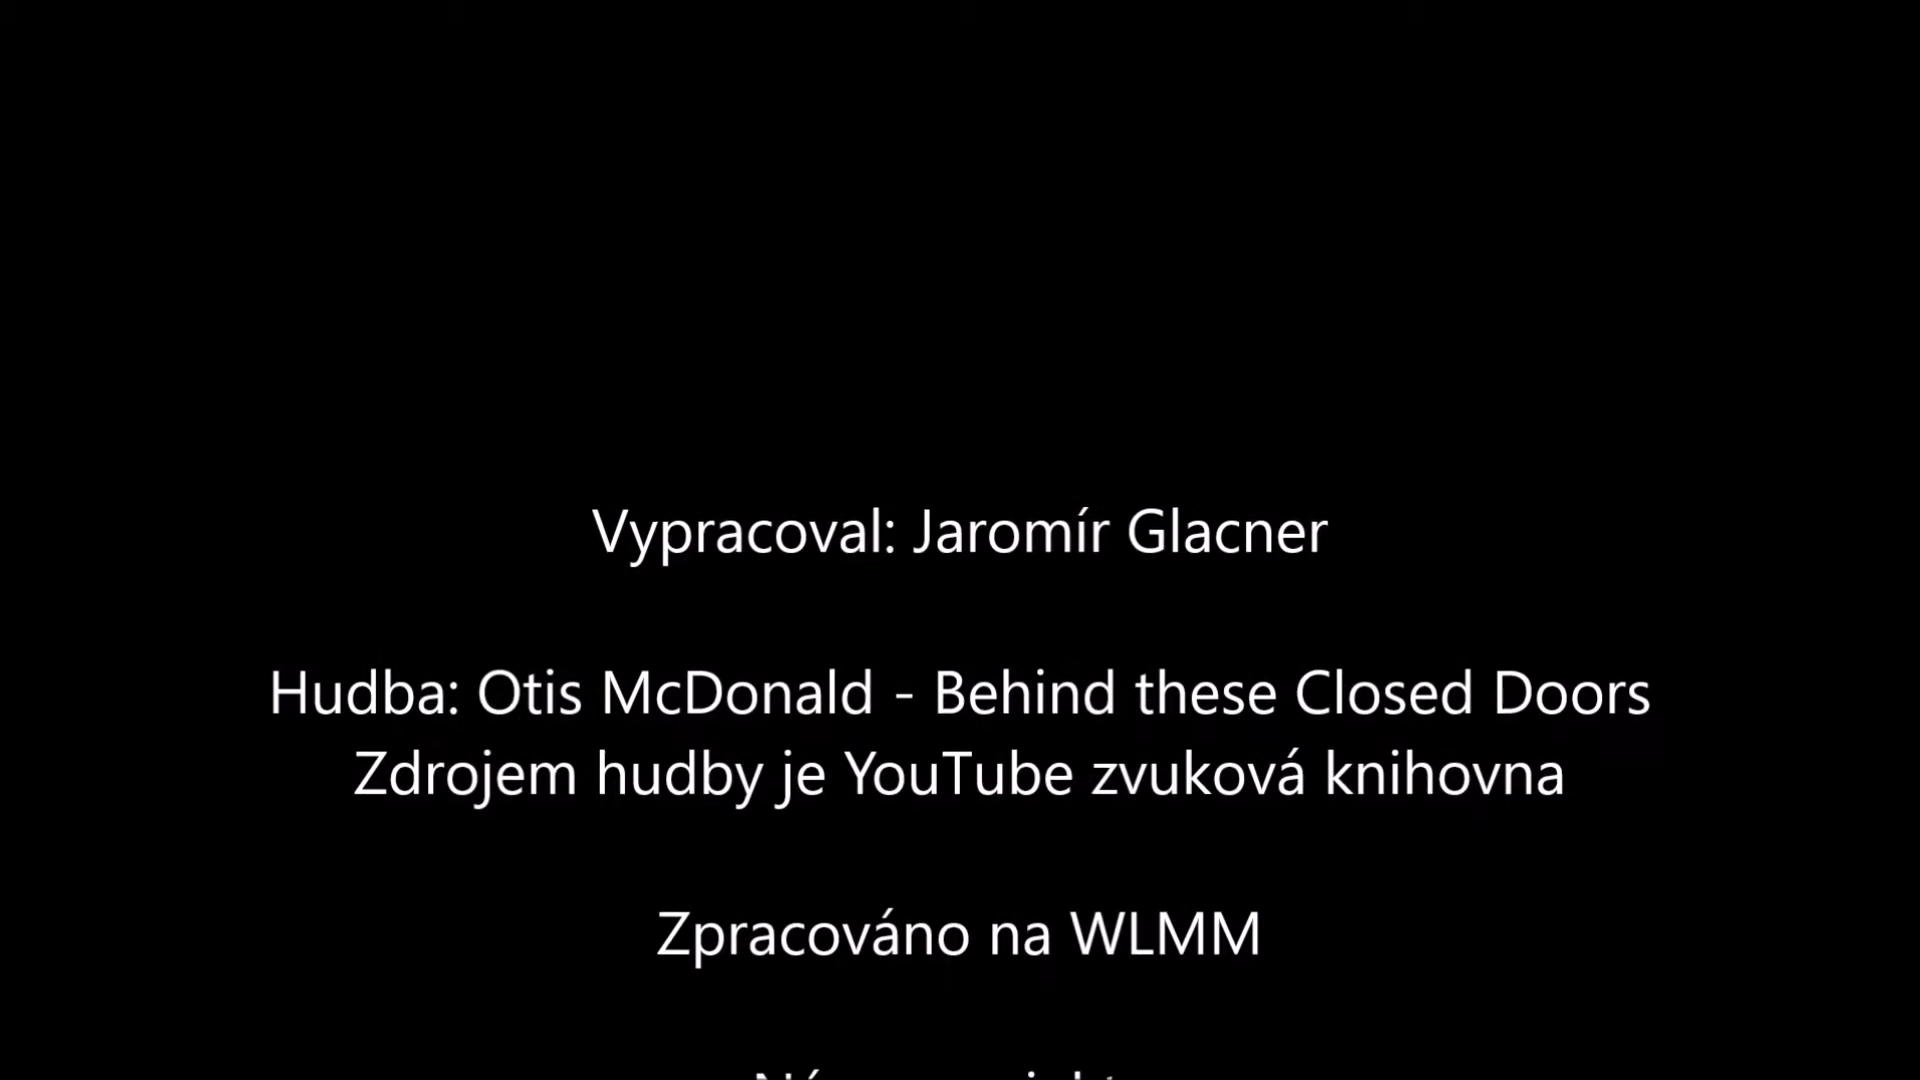 Vypracoval: Jaromír Glacner
Hudba: Otis McDonald - Behind these Closed Doors
Zdrojem hudby je YouTube zvuková knihovna
Zpracováno na WLMM